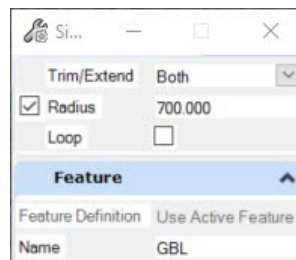 Si...
Trim/Extend Both
Radius 700.000
Loop
Feature
Feature Definition Use Active Feature
Name GBL